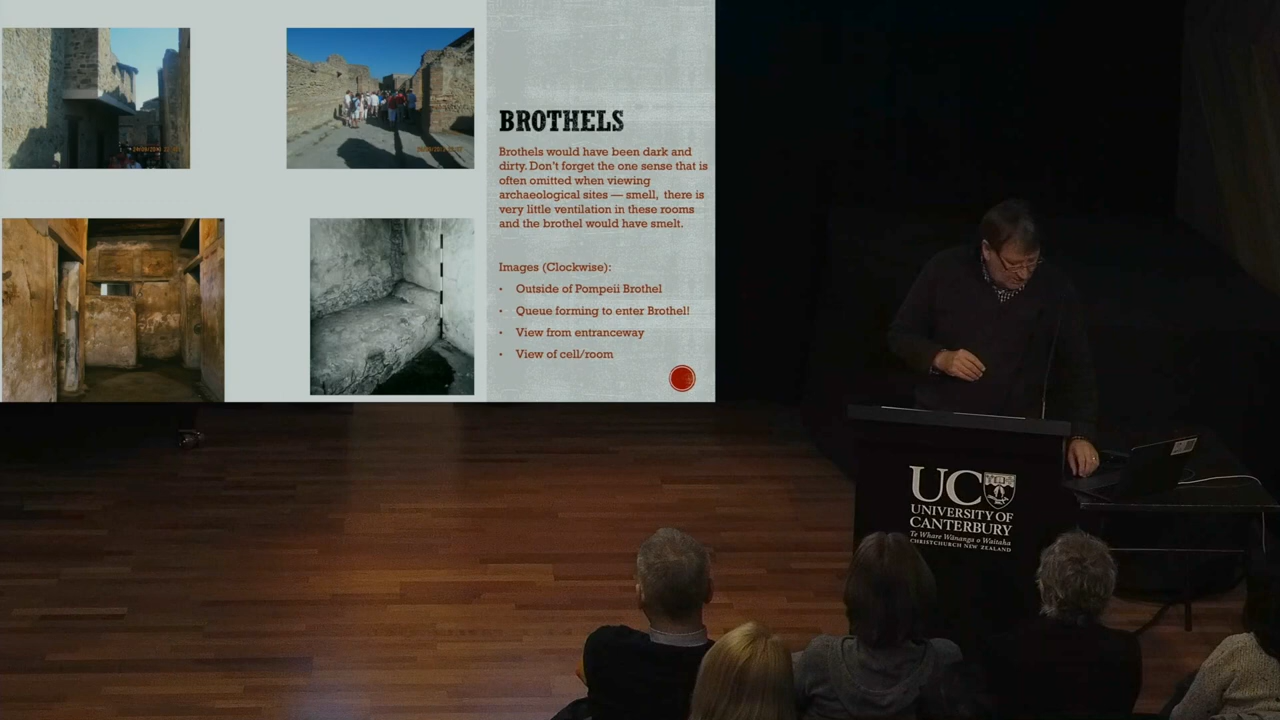 BROTHELS
Brothels would have been dark and
dirty. Don't forget the one sense that is
often omitted when viewing
archaeological sites — smell, there is
very little ventilation in these rooms
and the brothel would have smelt.
Images (Clockwise):
• Outside of Pompeii Brothel
• Queue forming to enter Brothel!
• View from entranceway
• View of cell/room
UC
UNIVERSITY OF
CANTERBURY
Te Whare Wānanga o Waitaha
CHRISTCHURCH NEW ZEALAND